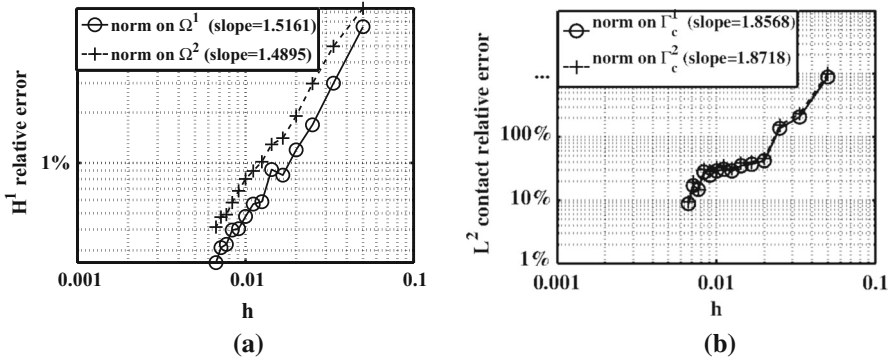 norm on Ω¹ (slope=1.5161)
norm on Ω² (slope=1.4895)
H¹ relative error
1%
0.001
0.01
0.1
h
(a)
norm on Γ_c¹ (slope=1.8568)
norm on Γ_c² (slope=1.8718)
L² contact relative error
...
100%
10%
1%
0.001
0.01
0.1
h
(b)